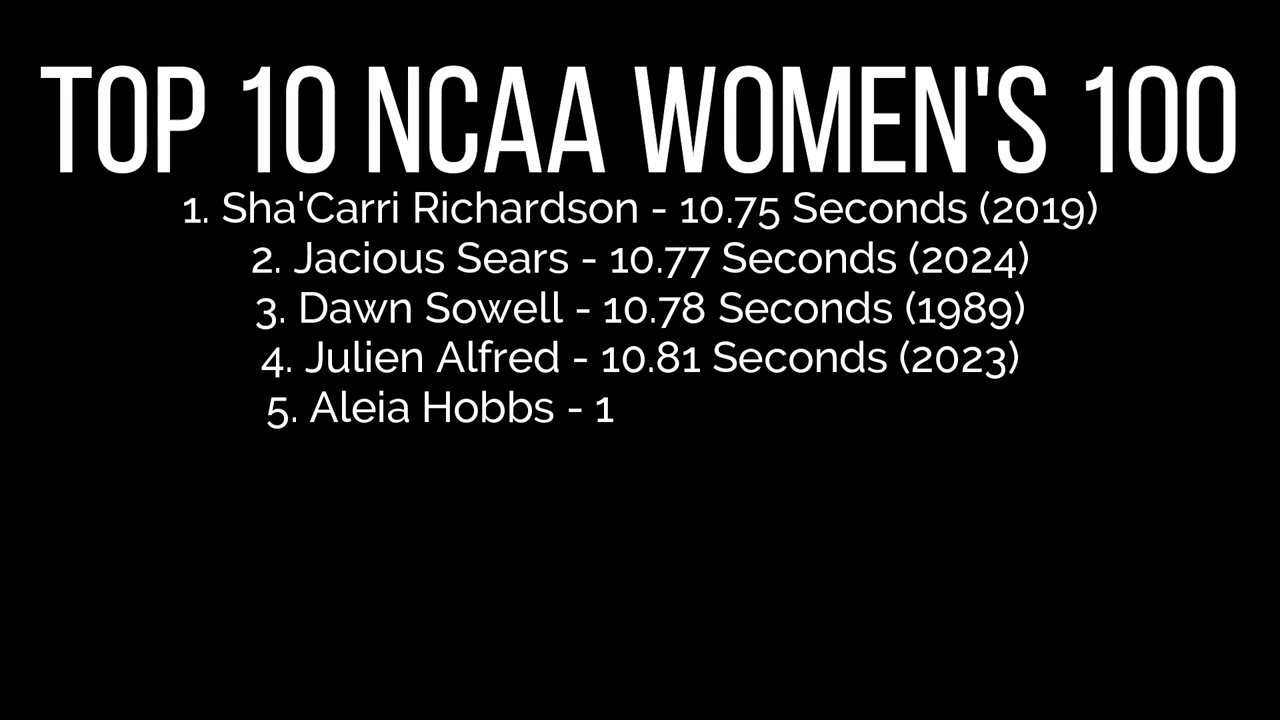 TOP 10 NCAA WOMEN'S 100
1. Sha'Carri Richardson - 10.75 Seconds (2019)
2. Jacious Sears - 10.77 Seconds (2024)
3. Dawn Sowell - 10.78 Seconds (1989)
4. Julien Alfred - 10.81 Seconds (2023)
5. Aleia Hobbs - 1